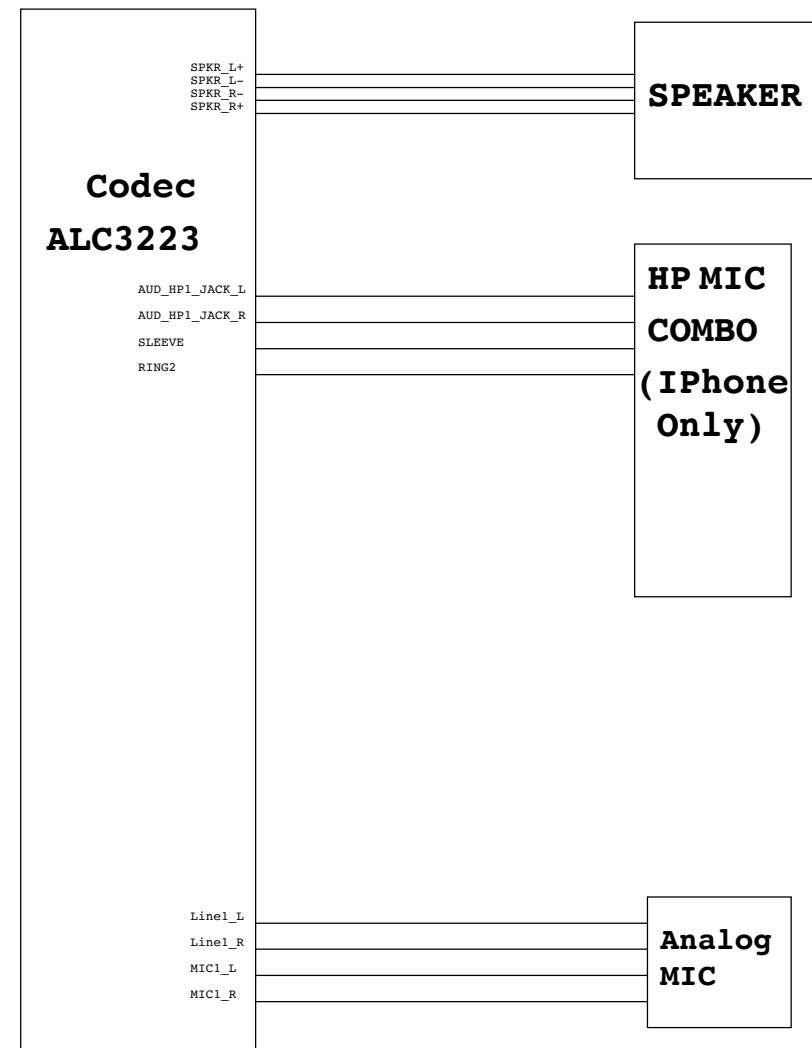 SPKR_L+
SPKR_L-
SPKR_R-
SPKR_R+
SPEAKER
Codec
ALC3223
AUD_HP1_JACK_L
AUD_HP1_JACK_R
SLEEVE
RING2
HP MIC
COMBO
(IPhone
Only)
Line1_L
Line1_R
MIC1_L
MIC1_R
Analog
MIC